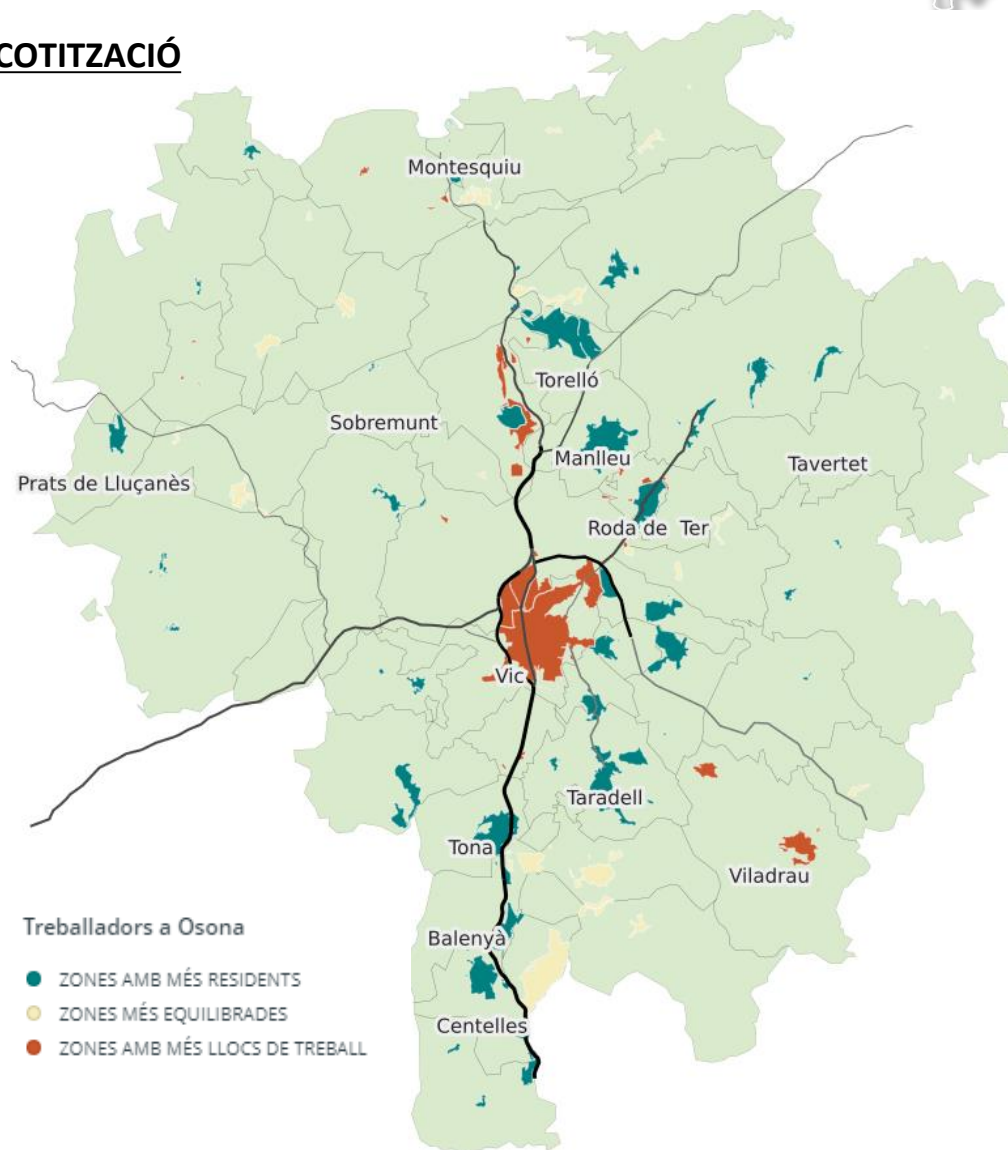 COTITZACIÓ
Montesquiu
Torelló
Sobremunt
Manlleu
Tavertet
Prats de Lluçanès
Roda de Ter
Vic
Taradell
Tona
Viladrau
Balenyà
Centelles
Treballadors a Osona
ZONES AMB MÉS RESIDENTS
ZONES MÉS EQUILIBRADES
ZONES AMB MÉS LLOCS DE TREBALL